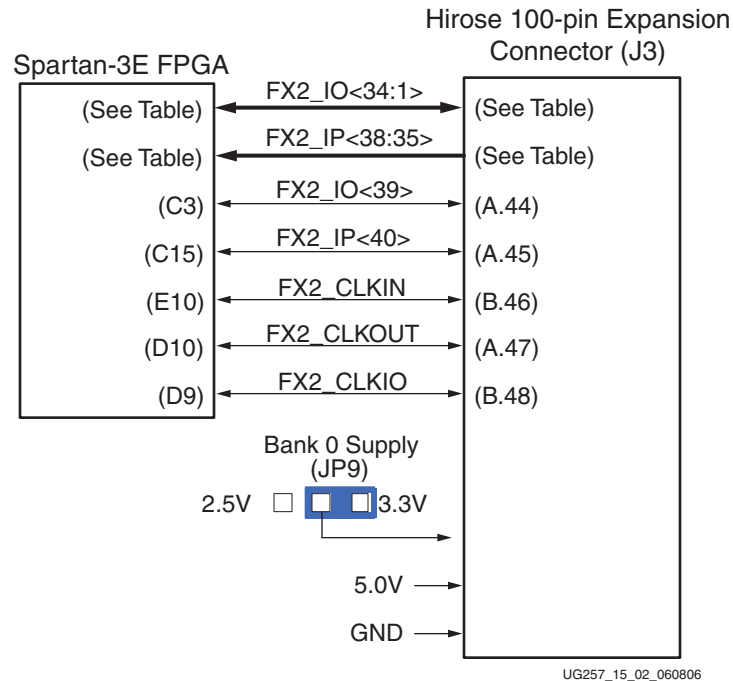 Hirose 100-pin Expansion
Connector (J3)
Spartan-3E FPGA
(See Table) FX2_IO<34:1> (See Table)
(See Table) FX2_IP<38:35> (See Table)
(C3) FX2_IO<39> (A.44)
(C15) FX2_IP<40> (A.45)
(E10) FX2_CLKIN (B.46)
(D10) FX2_CLKOUT (A.47)
(D9) FX2_CLKIO (B.48)
Bank 0 Supply
(JP9)
2.5V 3.3V
5.0V
GND
UG257_15_02_060806